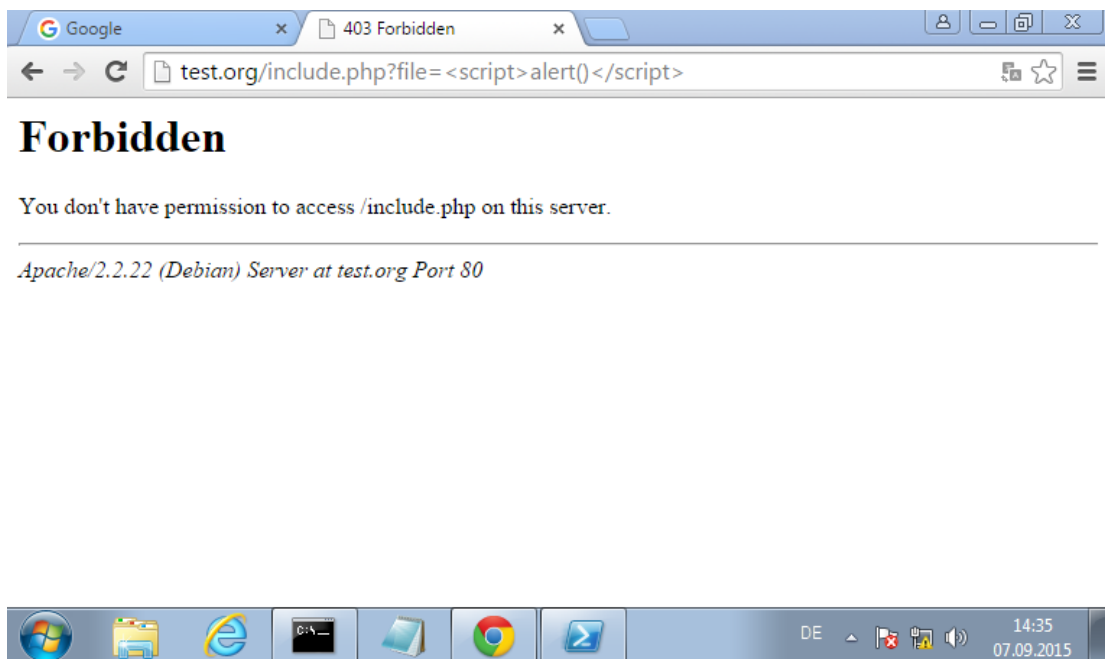 Google
403 Forbidden
test.org/include.php?file=<script>alert()</script>
Forbidden
You don't have permission to access /include.php on this server.
Apache/2.2.22 (Debian) Server at test.org Port 80
C:\_
DE
14:35
07.09.2015